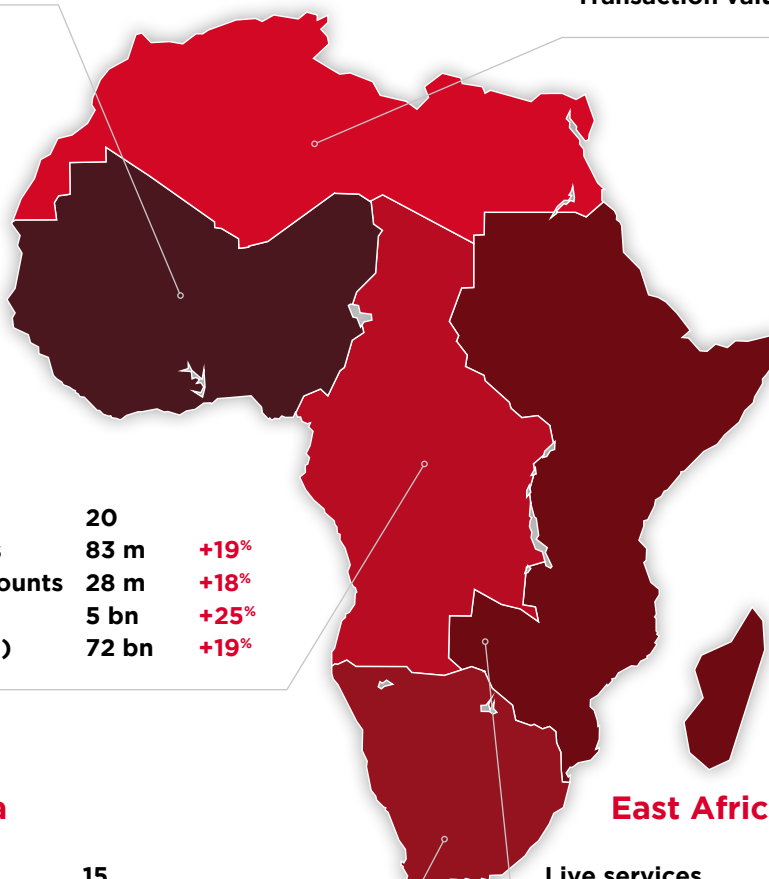 20
83 m +19%
ounts 28 m +18%
5 bn +25%
) 72 bn +19%
East Afric
15
Live services